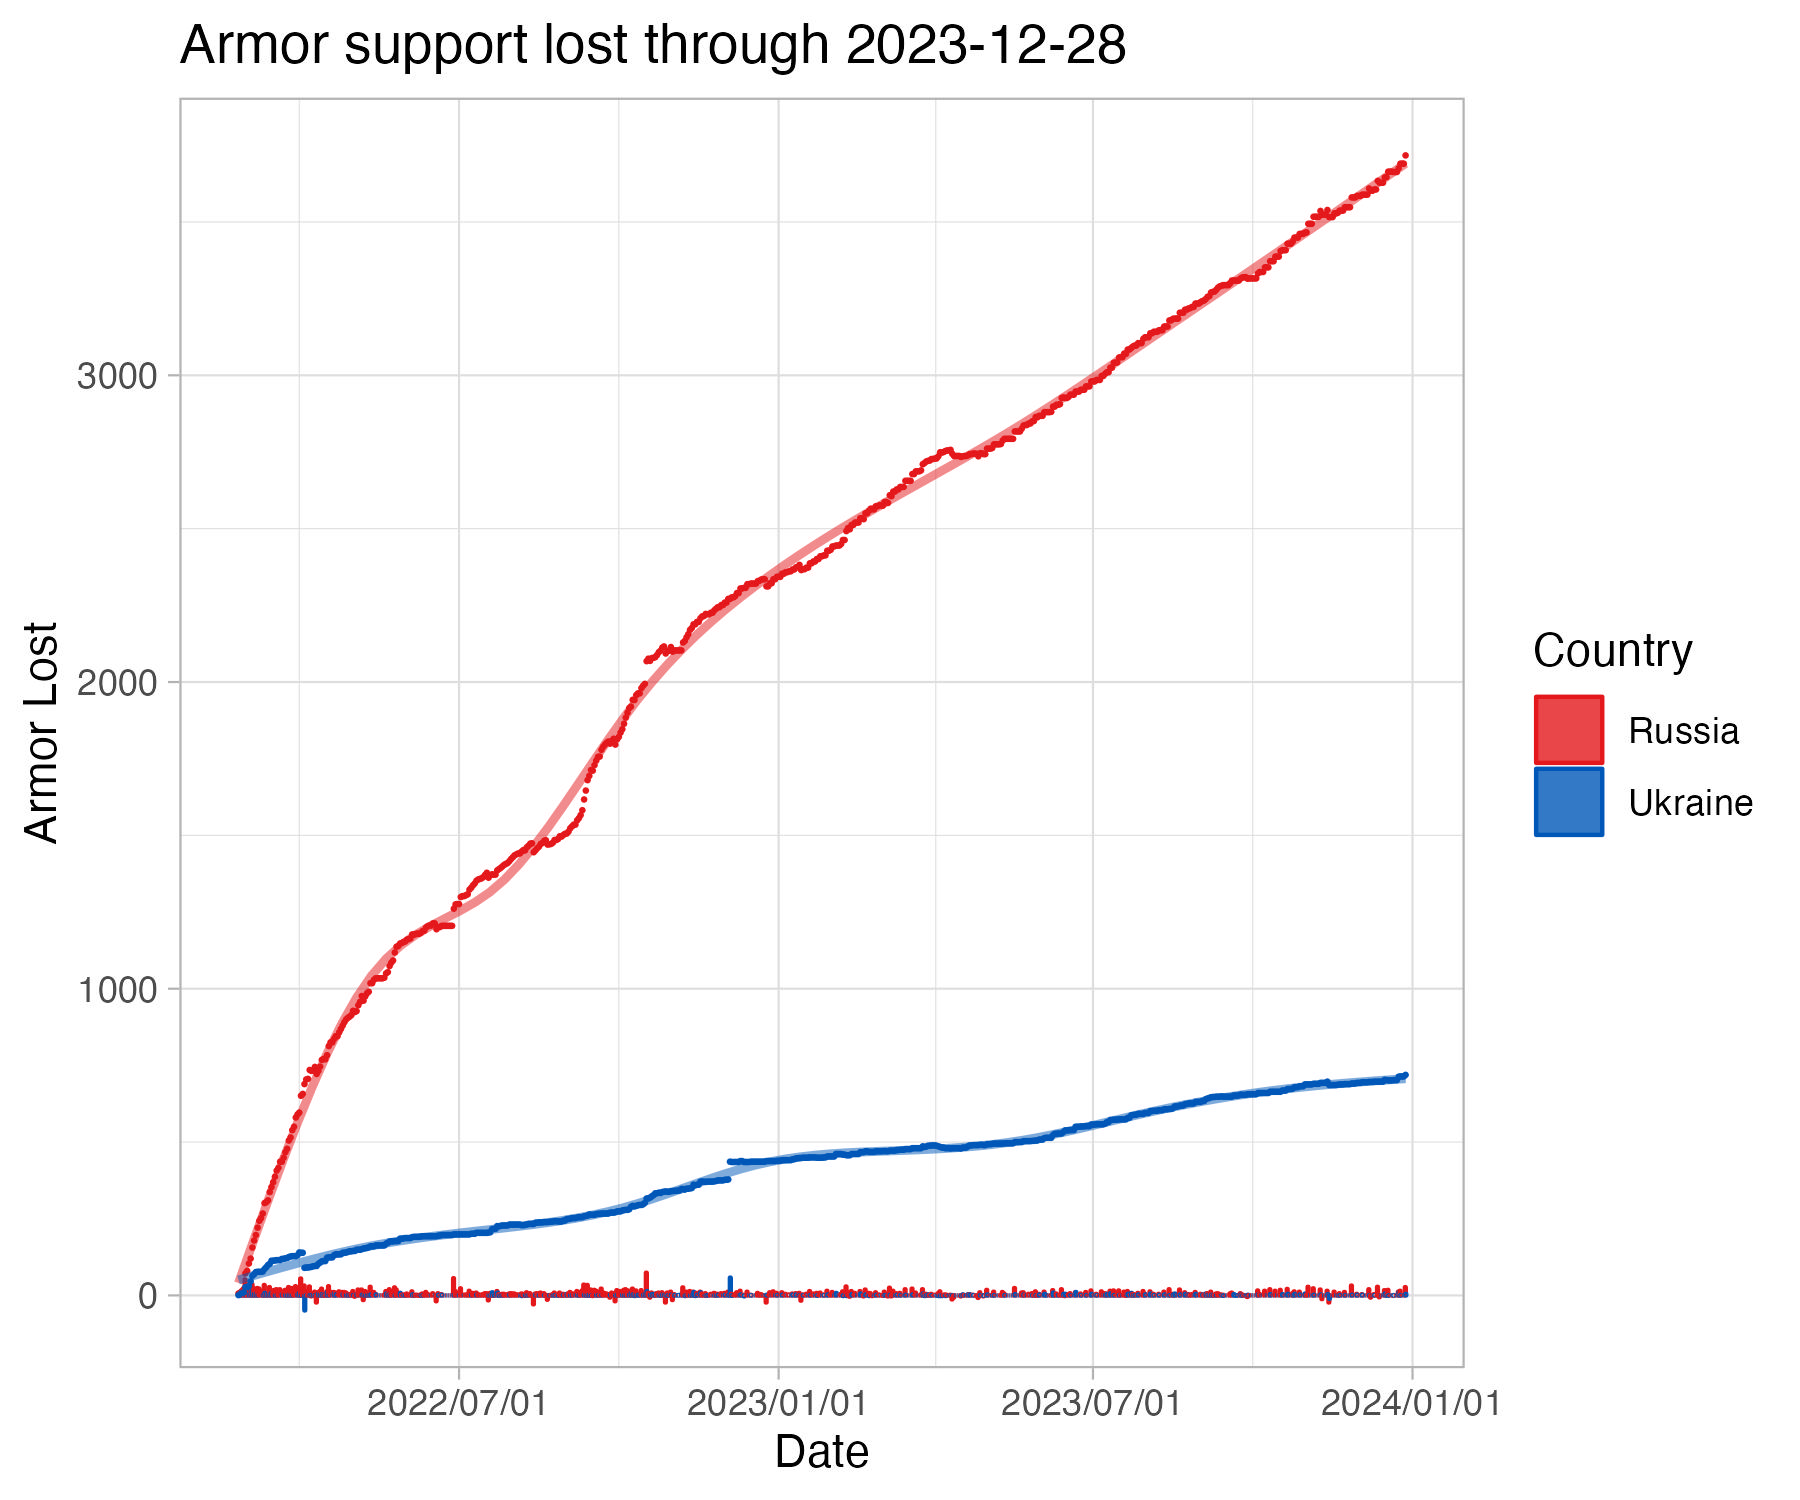 Armor support lost through 2023-12-28
Armor Lost
3000
2000
1000
0
2022/07/01
2023/01/01
2023/07/01
2024/01/01
Date
Country
Russia
Ukraine